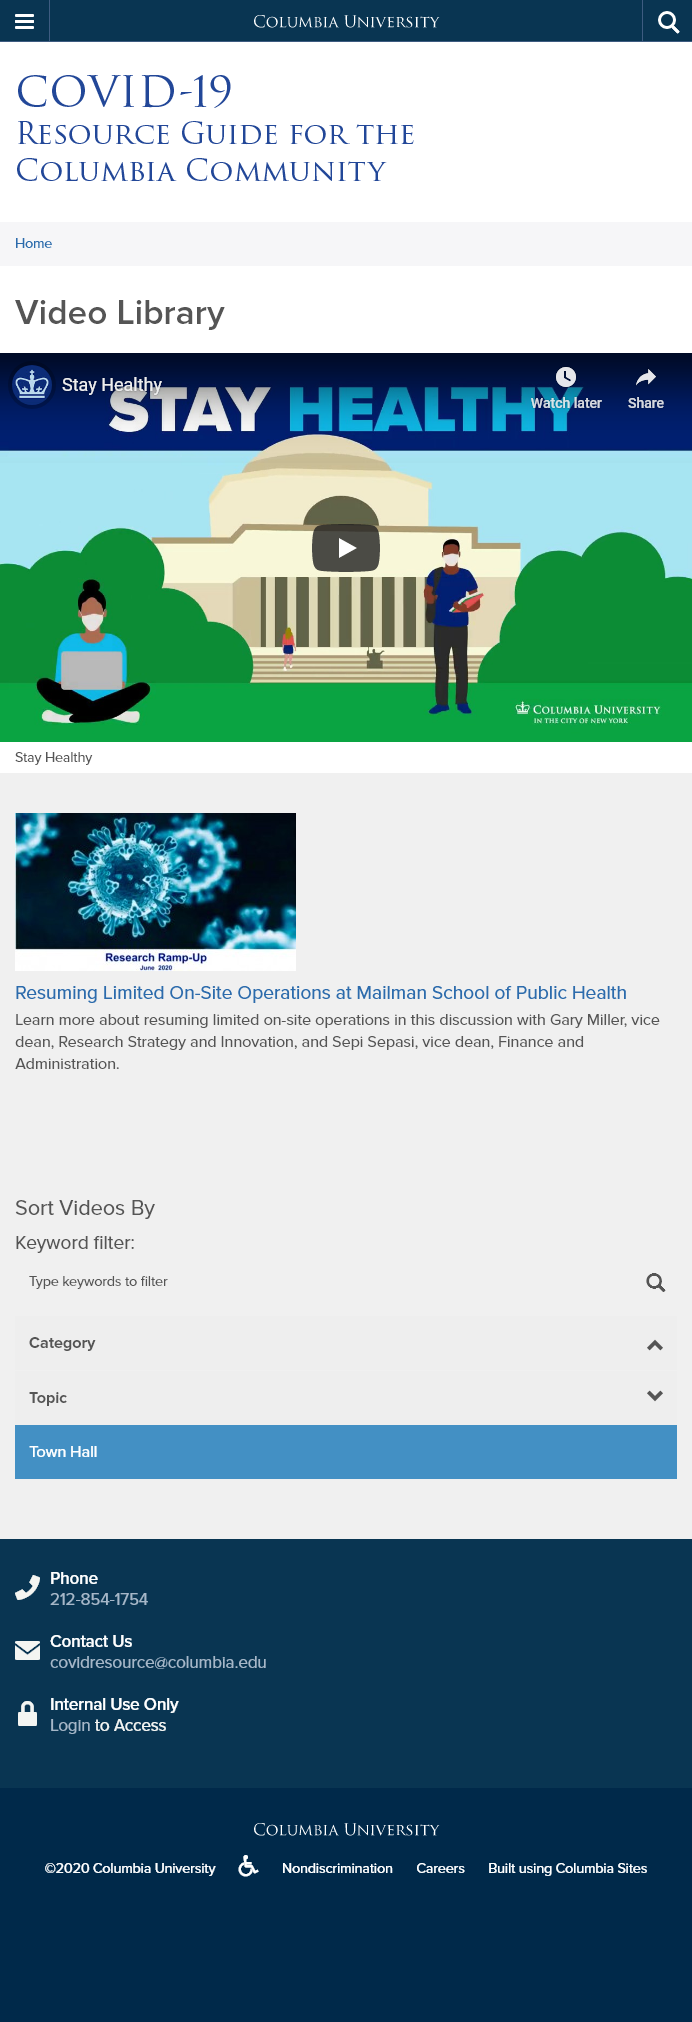 COLUMBIA UNIVERSITY
COVID-19
RESOURCE GUIDE FOR THE
COLUMBIA COMMUNITY
Home
Video Library
Stay Healthy
STAY HEALTHY
Watch later
Share
COLUMBIA UNIVERSITY
IN THE CITY OF NEW YORK
Stay Healthy
Research Ramp-Up
June 2020
Resuming Limited On-Site Operations at Mailman School of Public Health
Learn more about resuming limited on-site operations in this discussion with Gary Miller, vice
dean, Research Strategy and Innovation, and Sepi Sepasi, vice dean, Finance and
Administration.
Sort Videos By
Keyword filter:
Type keywords to filter
Category
Topic
Town Hall
Phone
212-854-1754
Contact Us
covidresource@columbia.edu
Internal Use Only
Login to Access
COLUMBIA UNIVERSITY
©2020 Columbia University Nondiscrimination Careers Built using Columbia Sites